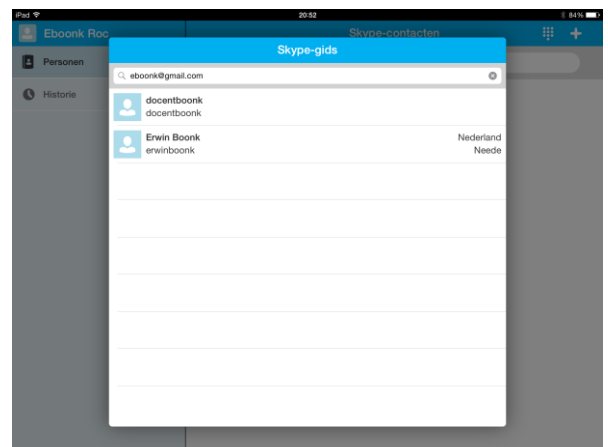 iPad 20:52 84%
Eboonk Roc Skype-contacten
Skype-gids
Personen
eboonk@gmail.com
Historie
docentboonk
docentboonk
Erwin Boonk Nederland
erwinboonk Neede